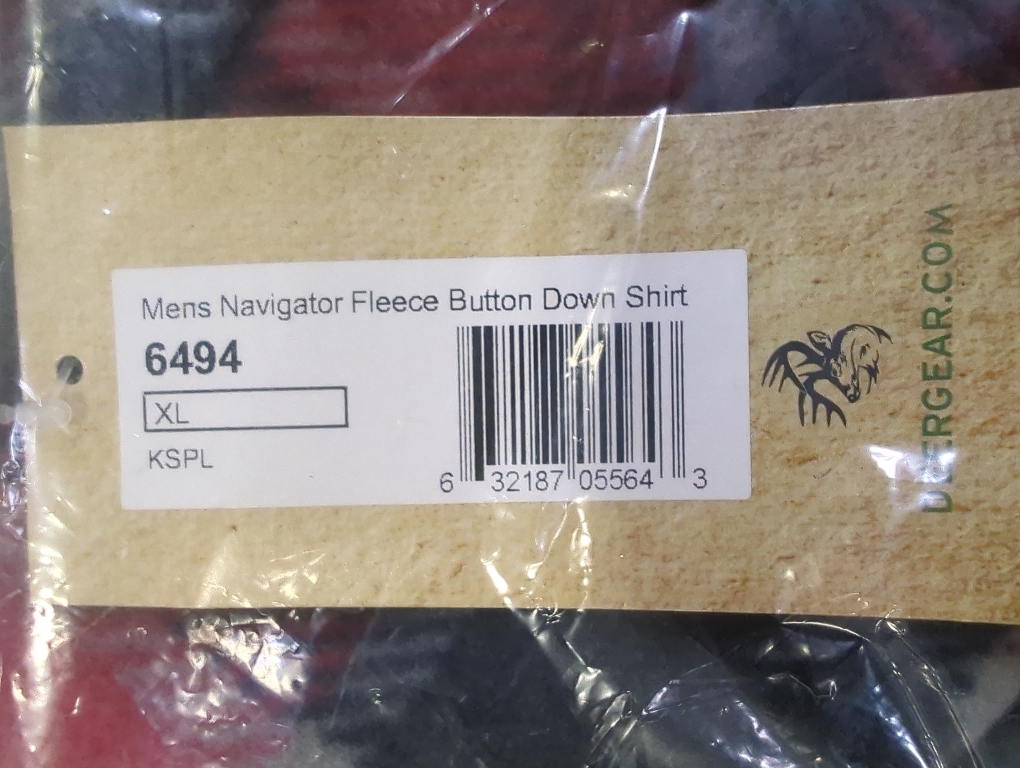 Mens Navigator Fleece Button Down Shirt
6494
XL
KSPL
6 32187 05564 3
DEERGEAR.COM